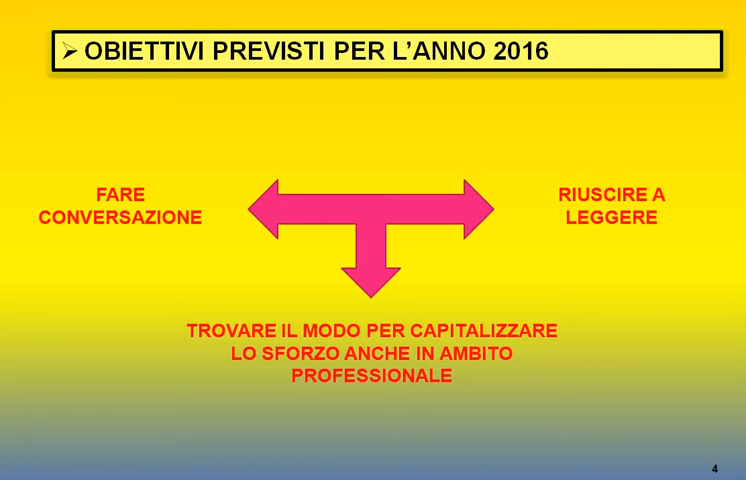 ➢ OBIETTIVI PREVISTI PER L’ANNO 2016
FARE
CONVERSAZIONE
RIUSCIRE A
LEGGERE
TROVARE IL MODO PER CAPITALIZZARE
LO SFORZO ANCHE IN AMBITO
PROFESSIONALE
4